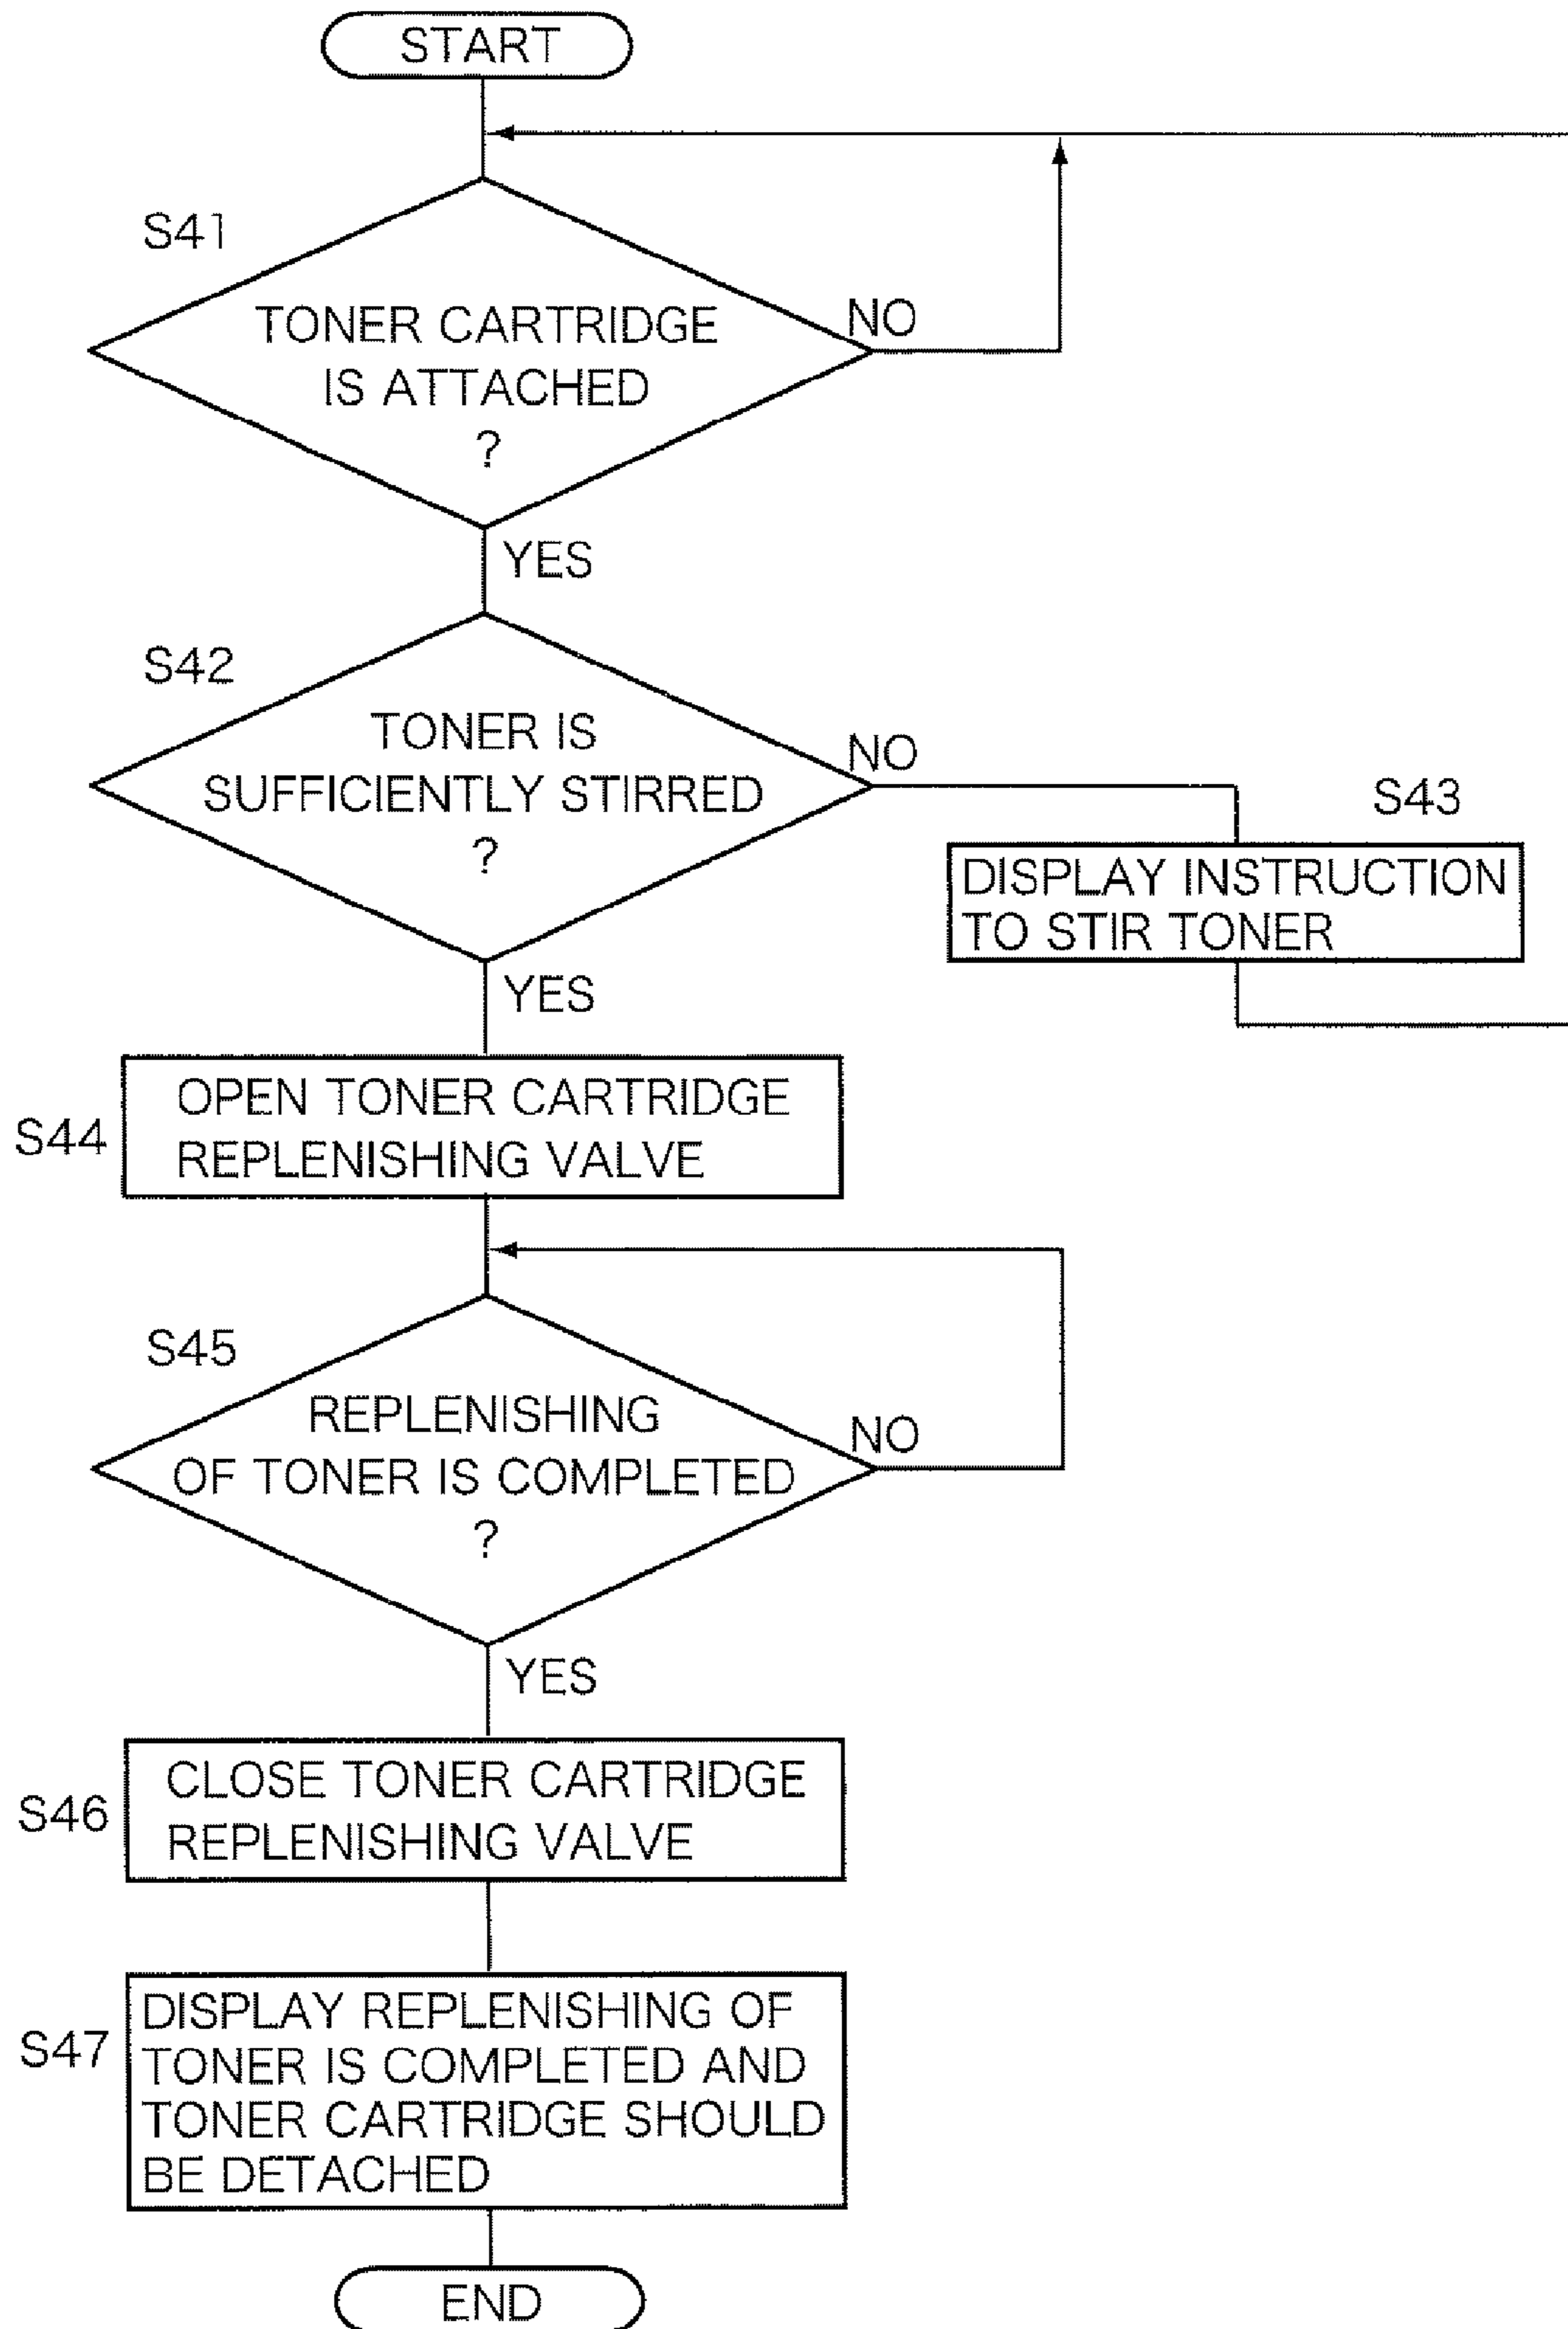 START
S41
TONER CARTRIDGE
IS ATTACHED
?
NO
YES
S42
TONER IS
SUFFICIENTLY STIRRED
?
NO
S43
DISPLAY INSTRUCTION
TO STIR TONER
YES
S44
OPEN TONER CARTRIDGE
REPLENISHING VALVE
S45
REPLENISHING
OF TONER IS COMPLETED
?
NO
YES
S46
CLOSE TONER CARTRIDGE
REPLENISHING VALVE
S47
DISPLAY REPLENISHING OF
TONER IS COMPLETED AND
TONER CARTRIDGE SHOULD
BE DETACHED
END